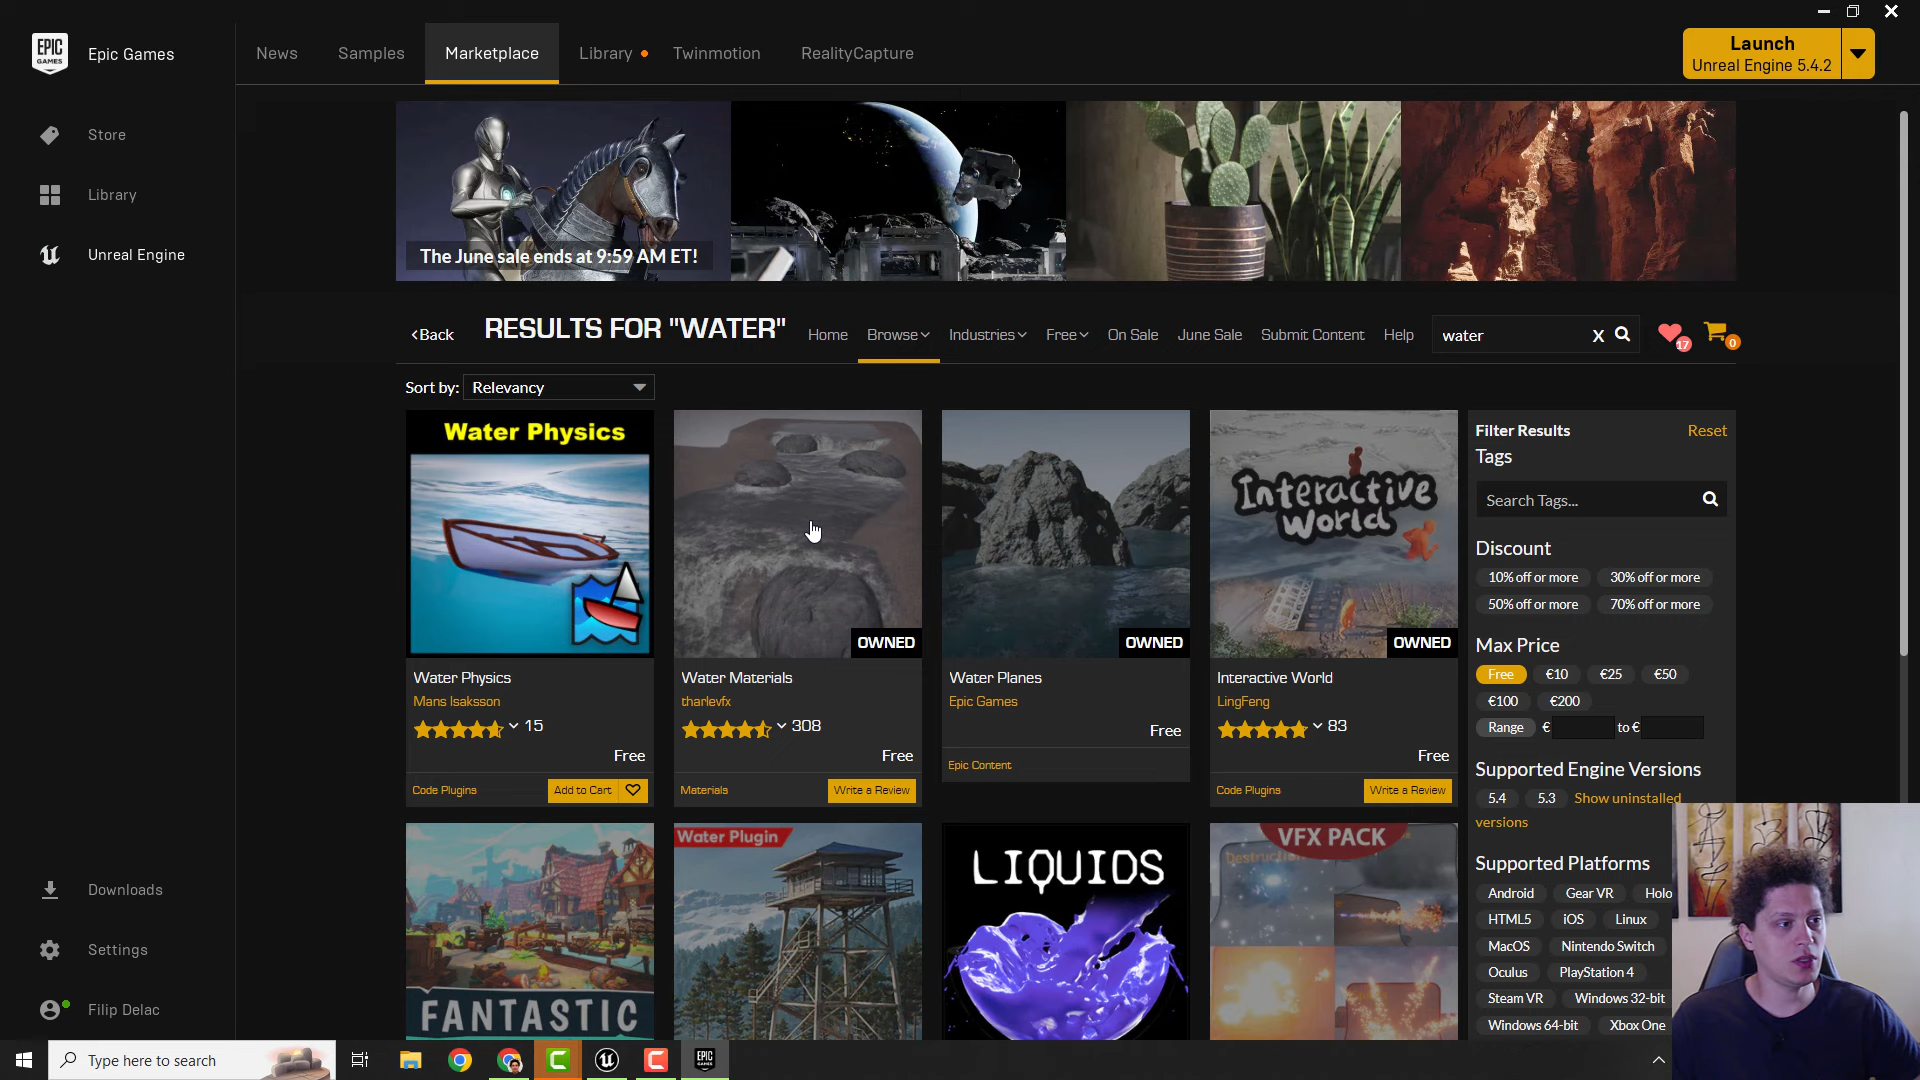 EPIC GAMES
Epic Games
News
Samples
Marketplace
Library
Twinmotion
RealityCapture
Launch
Unreal Engine 5.4.2
Store
Library
Unreal Engine
The June sale ends at 9:59 AM ET!
<Back
RESULTS FOR "WATER"
Home
Browse
Industries
Free
On Sale
June Sale
Submit Content
Help
water
X
17
0
Sort by:
Relevancy
Water Physics
Interactive World
OWNED
OWNED
OWNED
Water Physics
Mans Isaksson
15
Free
Code Plugins
Add to Cart
Water Materials
tharlevfx
308
Free
Materials
Write a Review
Water Planes
Epic Games
Free
Epic Content
Interactive World
LingFeng
83
Free
Code Plugins
Write a Review
FANTASTIC
Water Plugin
LIQUIDS
VFX PACK
Destruction
Filter Results
Reset
Tags
Search Tags...
Discount
10% off or more
30% off or more
50% off or more
70% off or more
Max Price
Free
€10
€25
€50
€100
€200
Range
€
to €
Supported Engine Versions
5.4
5.3
Show uninstalled
versions
Supported Platforms
Android
Gear VR
Holo
HTML5
iOS
Linux
MacOS
Nintendo Switch
Oculus
PlayStation 4
Steam VR
Windows 32-bit
Windows 64-bit
Xbox One
Downloads
Settings
Filip Delac
Type here to search
EPIC GAMES